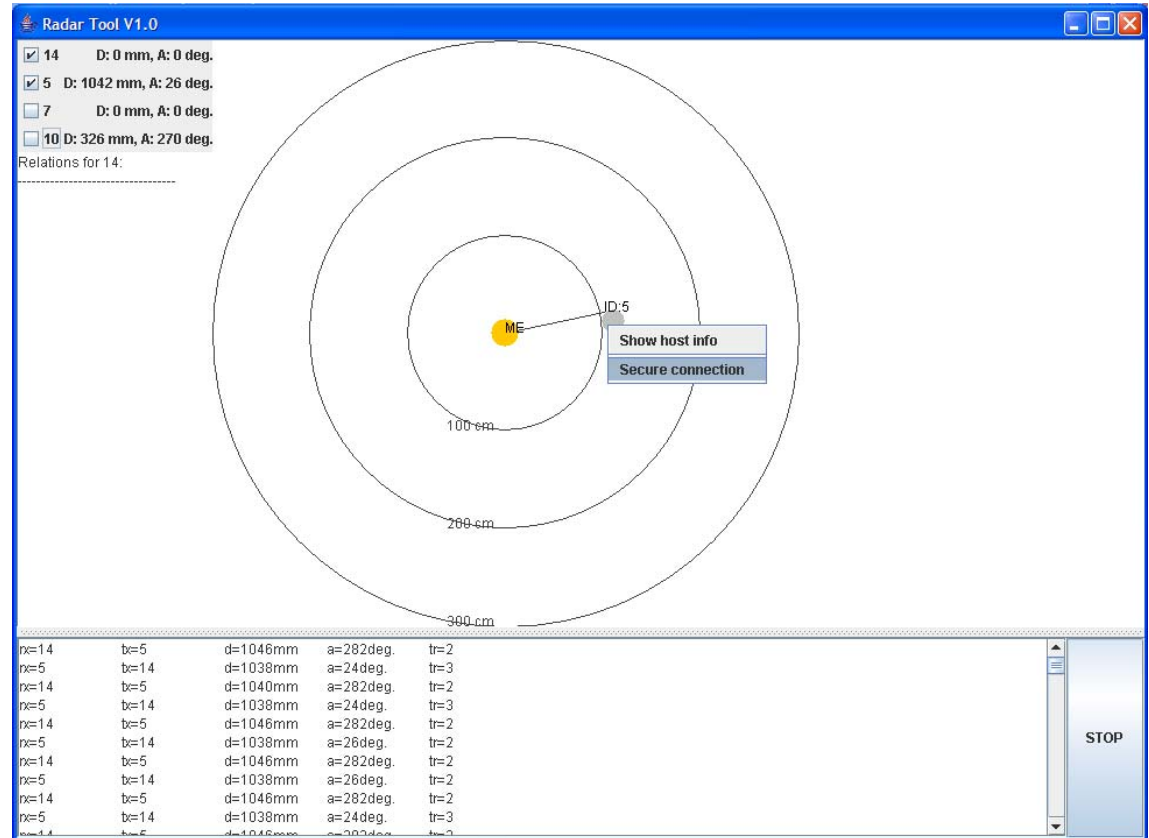 Radar Tool V1.0
14 D: 0 mm, A: 0 deg.
5 D: 1042 mm, A: 26 deg.
7 D: 0 mm, A: 0 deg.
10 D: 326 mm, A: 270 deg.
Relations for 14:
----------------------------------
ID:5
ME
Show host info
Secure connection
100 cm
200 cm
300 cm
rx=14 tx=5 d=1046mm a=282deg. tr=2
rx=5 tx=14 d=1038mm a=24deg. tr=3
rx=14 tx=5 d=1040mm a=282deg. tr=2
rx=5 tx=14 d=1038mm a=24deg. tr=3
rx=14 tx=5 d=1046mm a=282deg. tr=2
rx=5 tx=14 d=1038mm a=26deg. tr=2
rx=14 tx=5 d=1046mm a=282deg. tr=2
rx=5 tx=14 d=1038mm a=26deg. tr=2
rx=14 tx=5 d=1046mm a=282deg. tr=2
rx=5 tx=14 d=1038mm a=24deg. tr=3
STOP